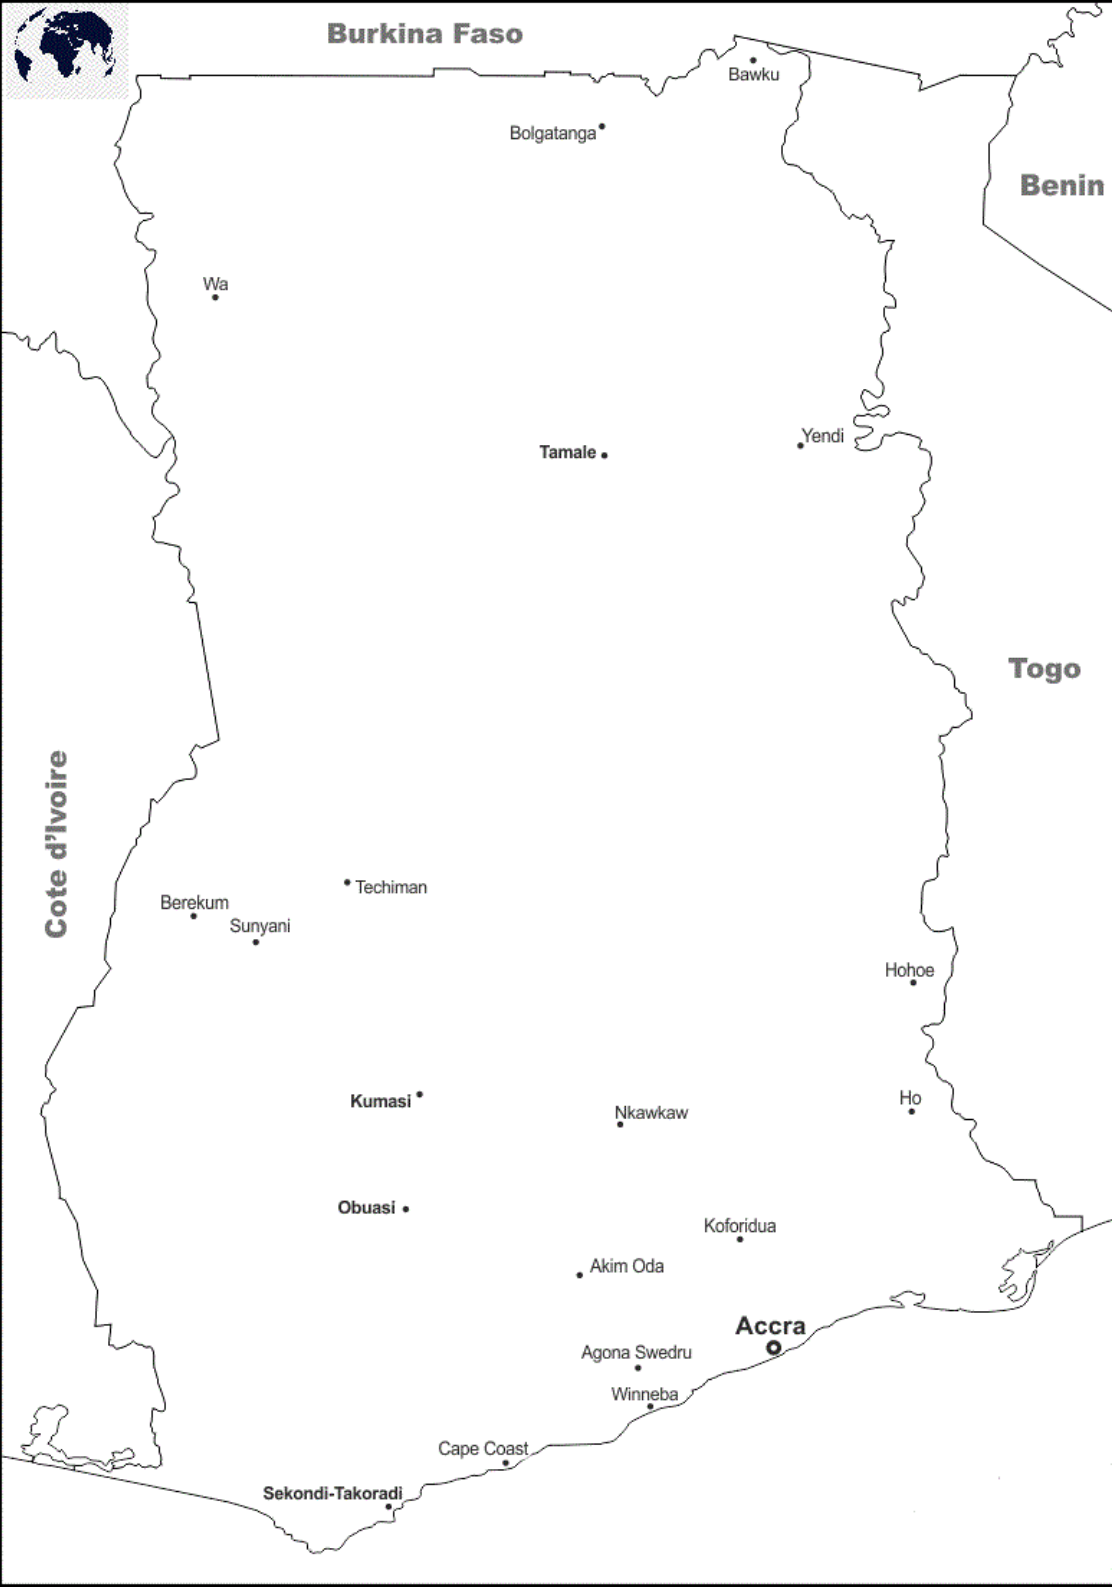 Burkina Faso
Bawku
Bolgatanga
Benin
Wa
Yendi
Tamale
Togo
Cote d'Ivoire
Techiman
Berekum
Sunyani
Hohoe
Kumasi
Ho
Nkawkaw
Obuasi
Koforidua
Akim Oda
Accra
Agona Swedru
Winneba
Cape Coast
Sekondi-Takoradi